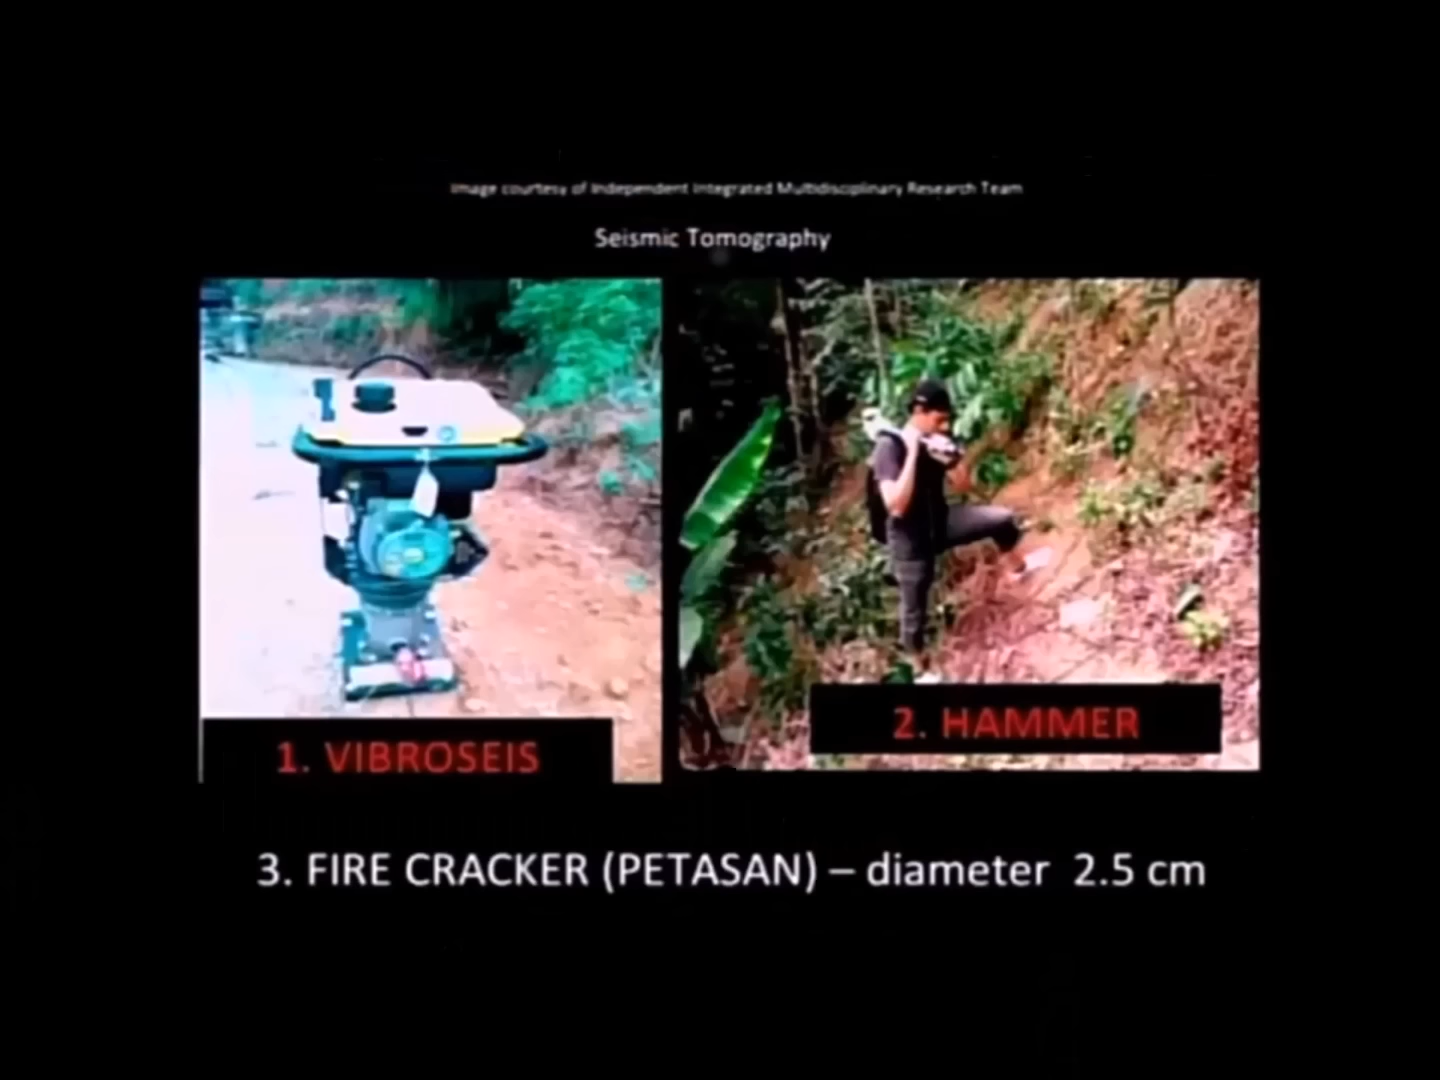 Image courtesy of Independent Integrated Multidisciplinary Research Team
Seismic Tomography
1. VIBROSEIS
2. HAMMER
3. FIRE CRACKER (PETASAN) – diameter 2.5 cm